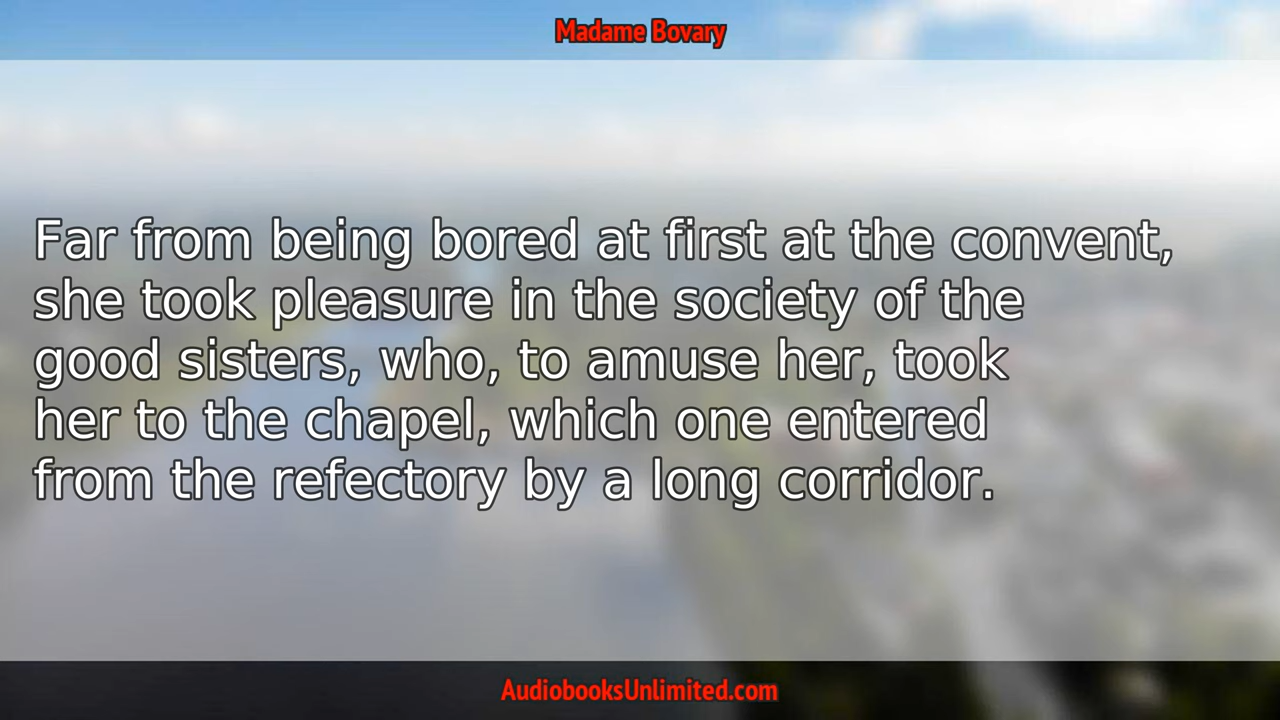 Madame Bovary
Far from being bored at first at the convent,
she took pleasure in the society of the
good sisters, who, to amuse her, took
her to the chapel, which one entered
from the refectory by a long corridor.
AudiobooksUnlimited.com